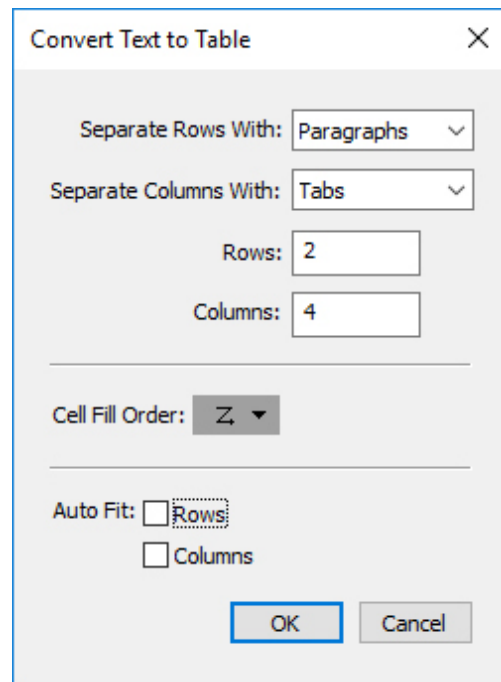 Convert Text to Table
Separate Rows With: Paragraphs
Separate Columns With: Tabs
Rows: 2
Columns: 4
Cell Fill Order:
Auto Fit: Rows
Columns
OK Cancel